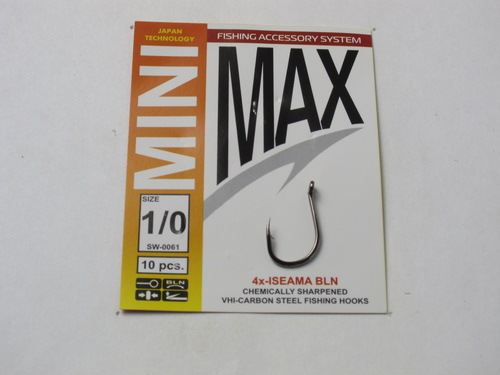 JAPAN
TECHNOLOGY
FISHING ACCESSORY SYSTEM
MINI
MAX
SIZE
1/0
SW-0061
10 pcs.
BLN
4x-ISEAMA BLN
CHEMICALLY SHARPENED
VHI-CARBON STEEL FISHING HOOKS